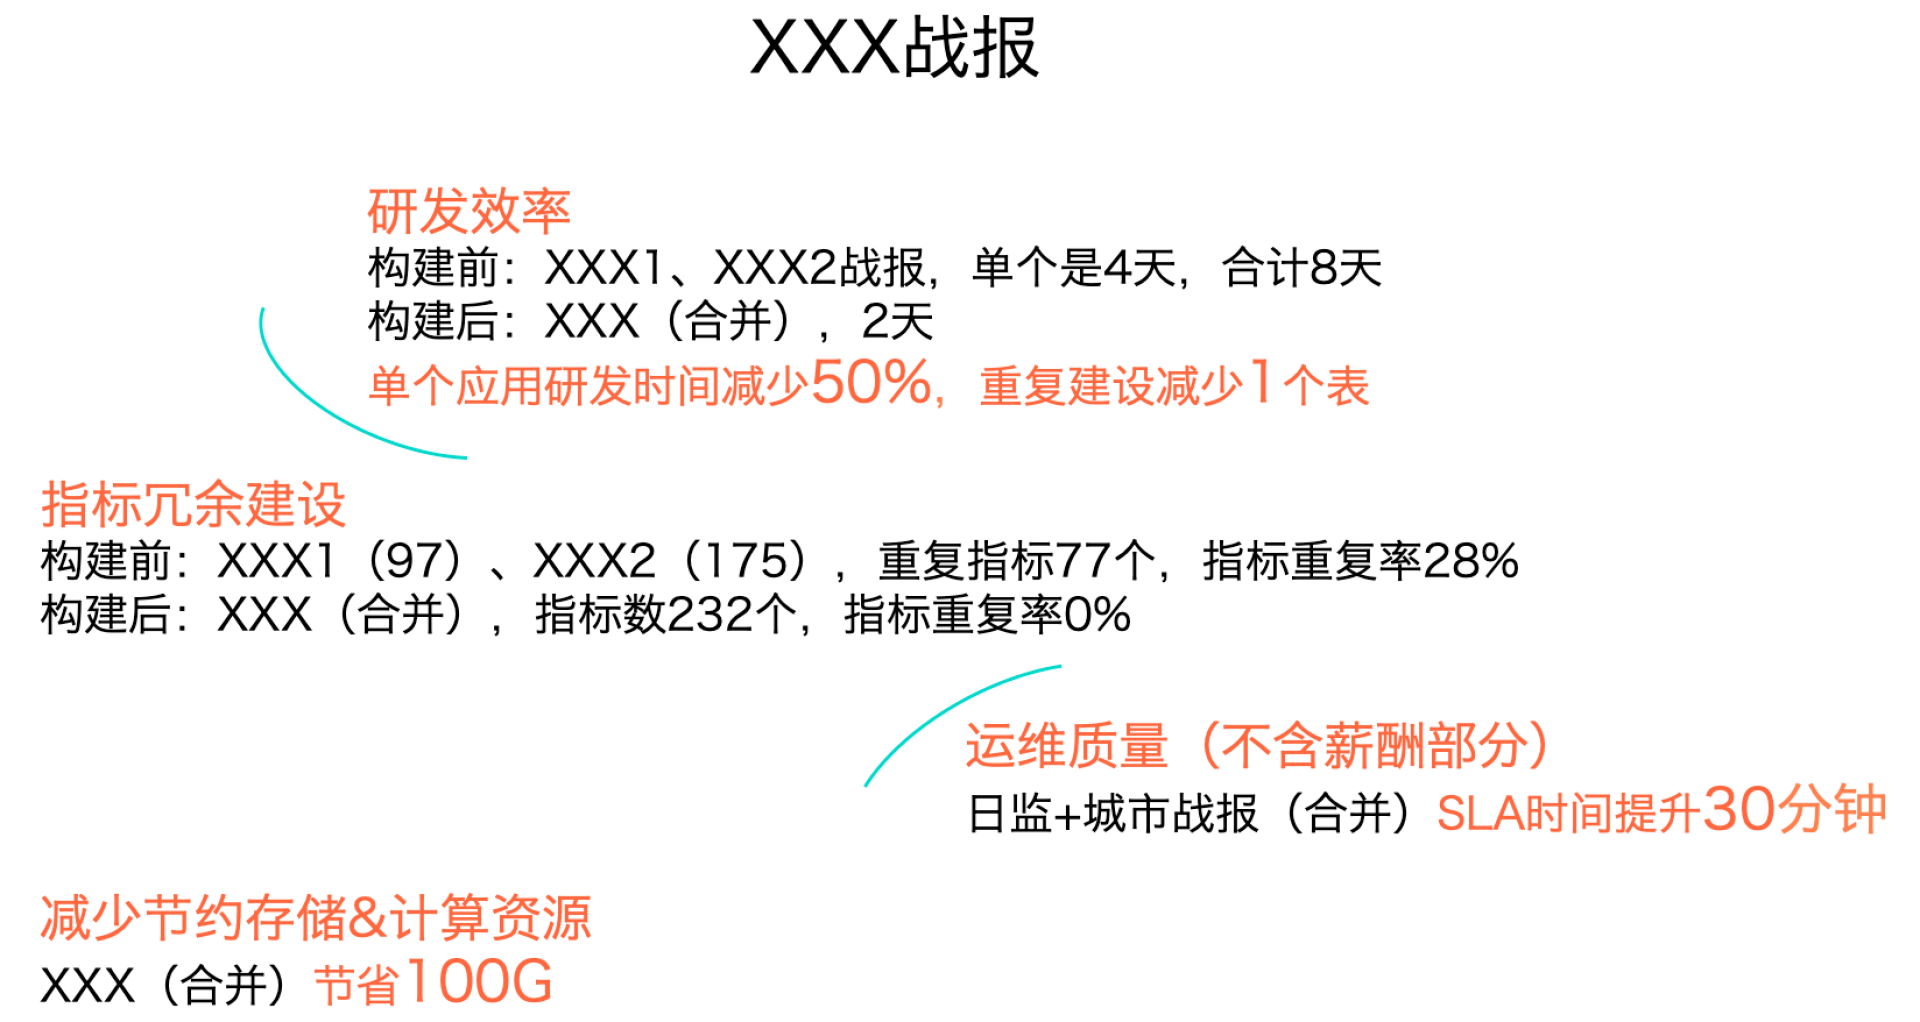 XXX战报
研发效率
构建前：XXX1、XXX2战报，单个是4天，合计8天
构建后：XXX（合并），2天
单个应用研发时间减少50%，重复建设减少1个表
指标冗余建设
构建前：XXX1（97）、XXX2（175），重复指标77个，指标重复率28%
构建后：XXX（合并），指标数232个，指标重复率0%
运维质量（不含薪酬部分）
日监+城市战报（合并）SLA时间提升30分钟
减少节约存储&计算资源
XXX（合并）节省100G